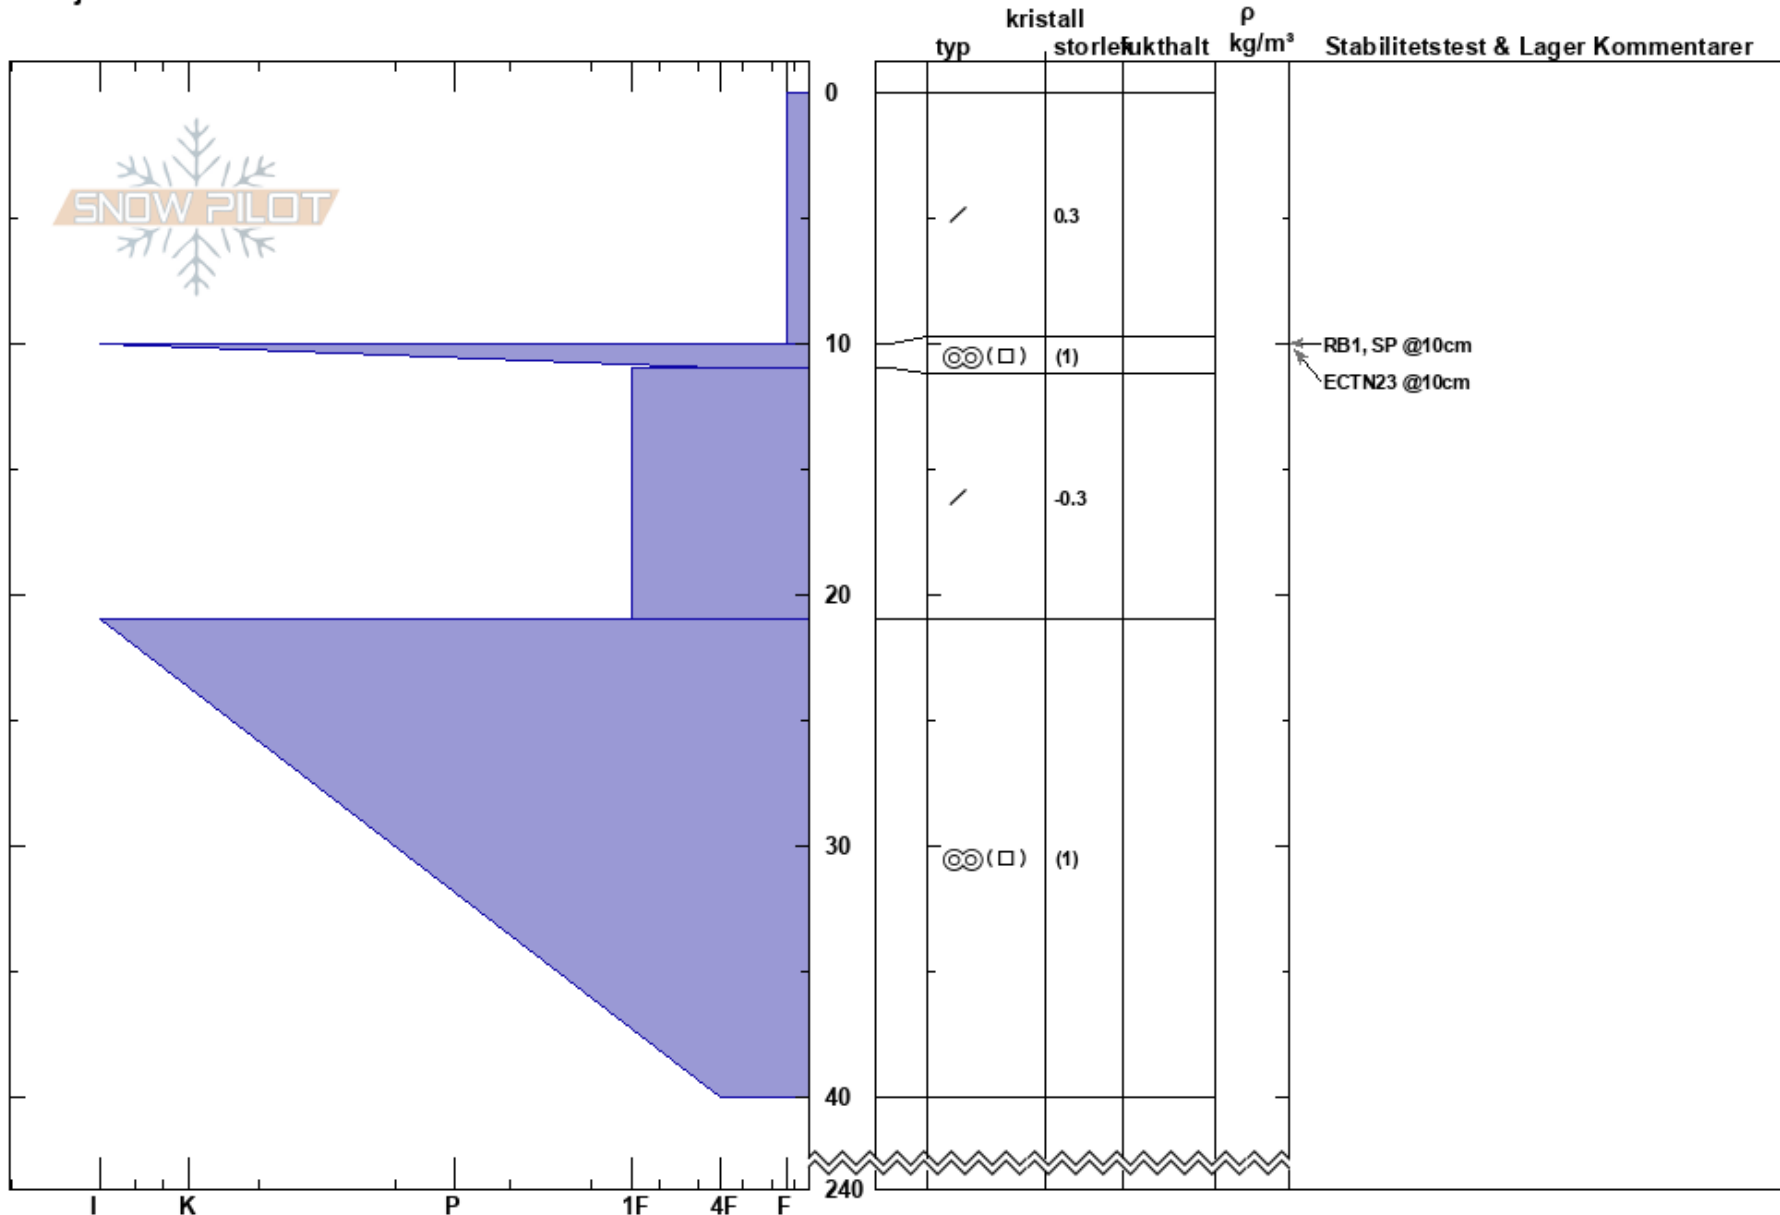 kristall
ρ
typ
storlek
fukthalt
kg/m³
Stabilitetstest & Lager Kommentarer
0
SNOW PILOT
0.3
10
(1)
RB1, SP @10cm
ECTN23 @10cm
-0.3
20
30
(1)
40
240
I K P 1F 4F F